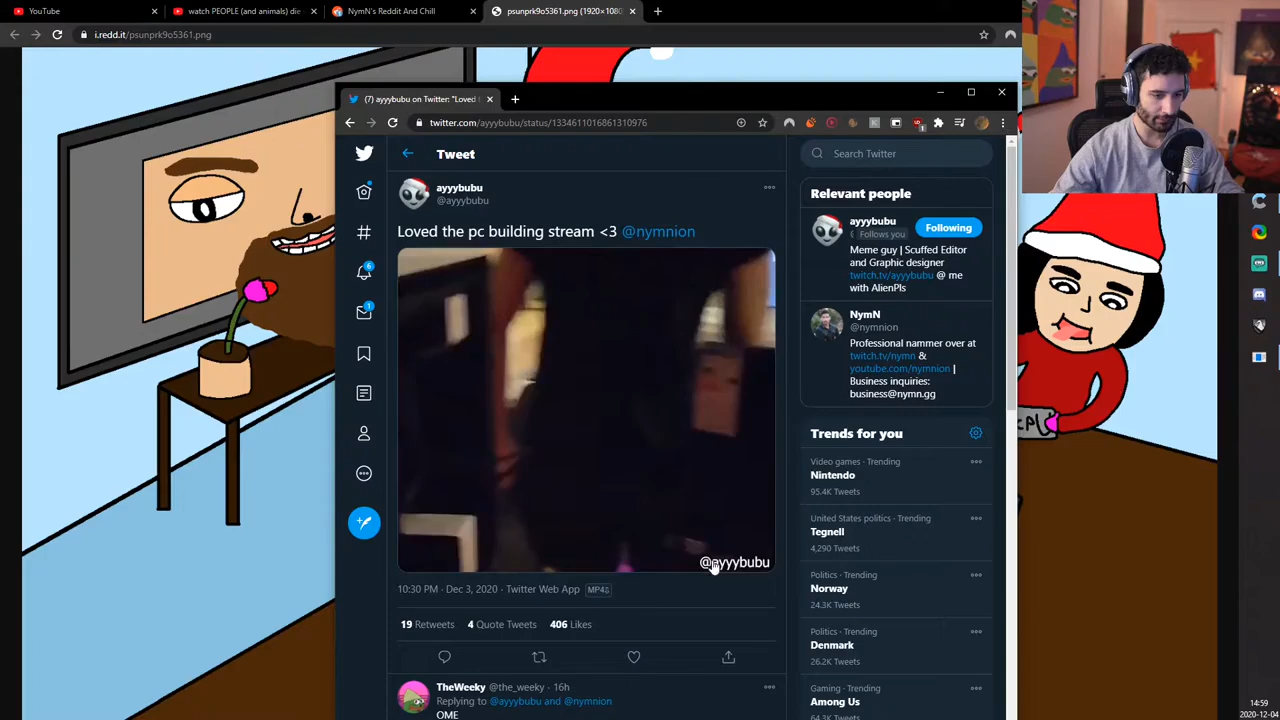 YouTube
watch PEOPLE (and animals) die
NymN's Reddit And Chill
psunprk9o5361.png (1920×1080
i.redd.it/psunprk9o5361.png
(7) ayyybubu on Twitter: "Loved
twitter.com/ayyybubu/status/1334611016861310976
Tweet
Search Twitter
ayyybubu
@ayyybubu
Loved the pc building stream <3 @nymnion
@ayyybubu
10:30 PM · Dec 3, 2020 · Twitter Web App MP4
19 Retweets 4 Quote Tweets 406 Likes
TheWeeky @the_weeky · 16h
Replying to @ayyybubu and @nymnion
OME
Relevant people
ayyybubu
Follows you
Following
Meme guy | Scuffed Editor
and Graphic designer
twitch.tv/ayyybubu @ me
with AlienPls
NymN
@nymnion
Professional nammer over at
twitch.tv/nymn &
youtube.com/nymnion |
Business inquiries:
business@nymn.gg
Trends for you
Video games · Trending
Nintendo
95.4K Tweets
United States politics · Trending
Tegnell
4,290 Tweets
Politics · Trending
Norway
24.3K Tweets
Politics · Trending
Denmark
26.2K Tweets
Gaming · Trending
Among Us
64.3K Tweets
14:59
2020-12-04